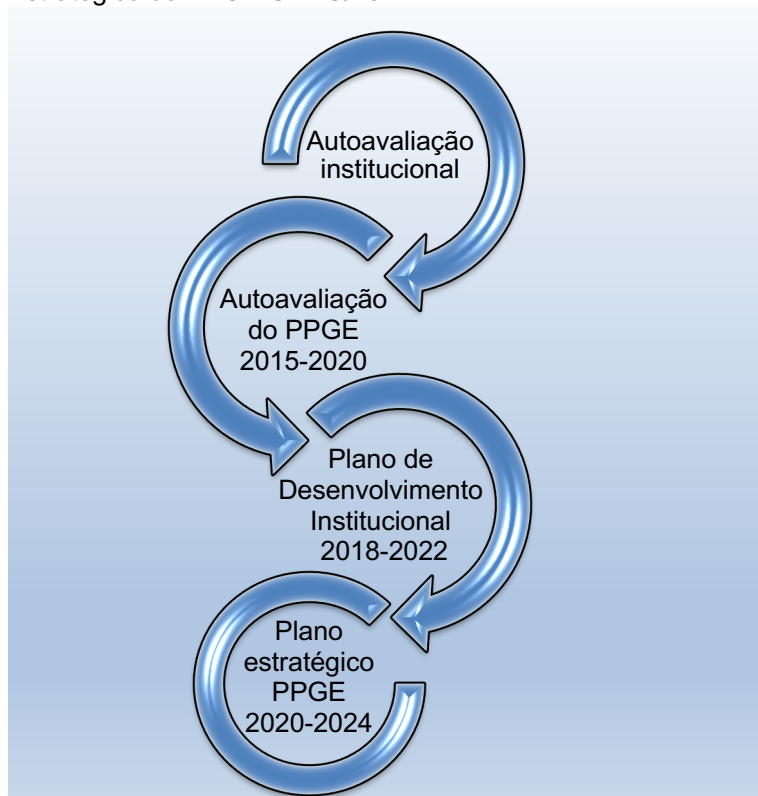 Autoavaliação
institucional
Autoavaliação
do PPGE
2015-2020
Plano de
Desenvolvimento
Institucional
2018-2022
Plano
estratégico
PPGE
2020-2024